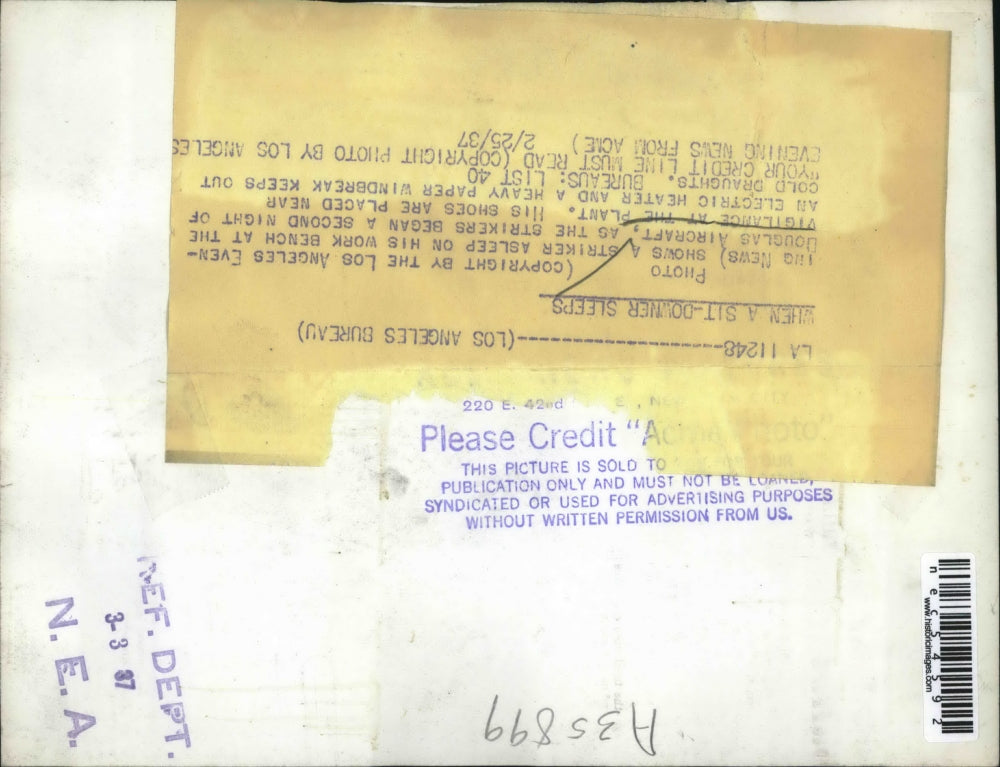 LA 11248----------------------(LOS ANGELES BUREAU)
WHEN A SIT-DOWNER SLEEPS
PHOTO (COPYRIGHT BY THE LOS ANGELES EVEN-
ING NEWS) SHOWS A STRIKER ASLEEP ON HIS WORK BENCH AT THE
DOUGLAS AIRCRAFT, AS THE STRIKERS BEGAN A SECOND NIGHT OF
VIGILANCE AT THE PLANT. HIS SHOES ARE PLACED NEAR
AN ELECTRIC HEATER AND A HEAVY PAPER WINDBREAK KEEPS OUT
COLD DRAUGHTS. BUREAUS: LIST 40
"YOUR CREDIT LINE MUST READ (COPYRIGHT PHOTO BY LOS ANGELES
EVENING NEWS FROM ACME) 2/25/37
220 E. 42nd
Please Credit "Acme Photo"
THIS PICTURE IS SOLD TO
PUBLICATION ONLY AND MUST NOT BE LOANED,
SYNDICATED OR USED FOR ADVERTISING PURPOSES
WITHOUT WRITTEN PERMISSION FROM US.
REF. DEPT.
3-3 37
N. E. A.
A35899
nec54592
www.historicimages.com